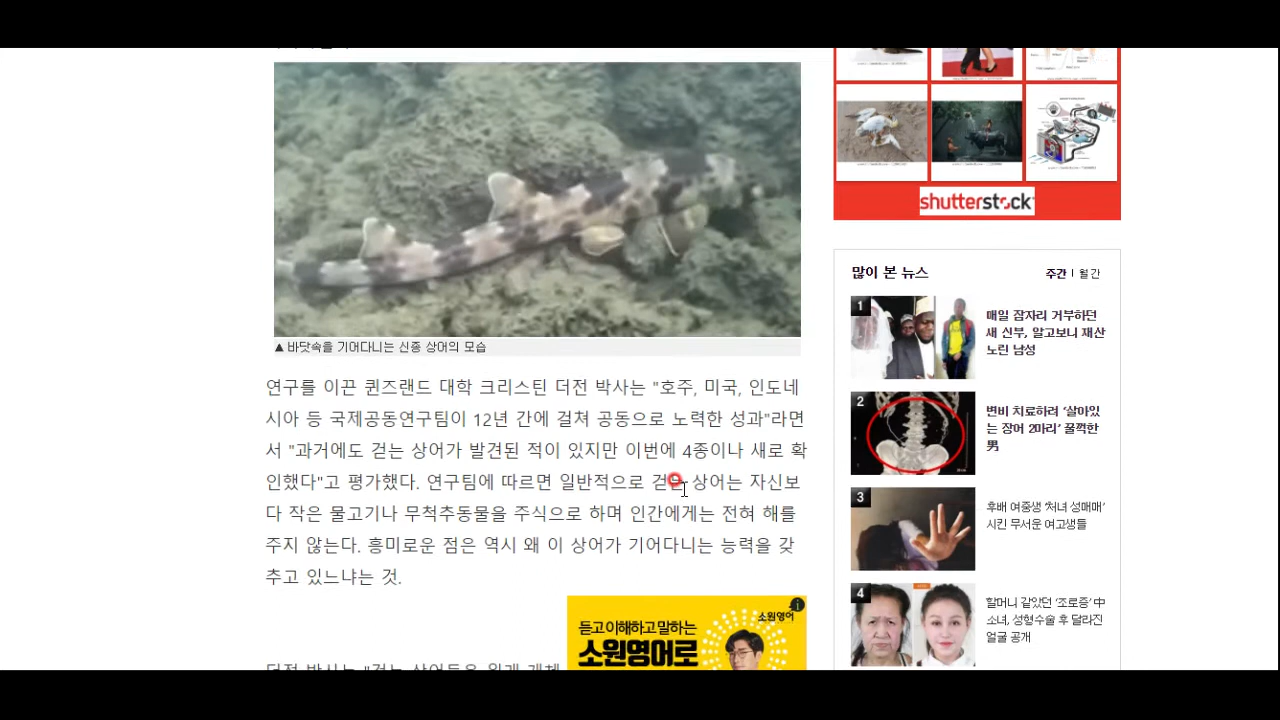 shutterstock
▲ 바닷속을 기어다니는 신종 상어의 모습
연구를 이끈 퀸즈랜드 대학 크리스틴 더전 박사는 "호주, 미국, 인도네
시아 등 국제공동연구팀이 12년 간에 걸쳐 공동으로 노력한 성과"라면
서 "과거에도 걷는 상어가 발견된 적이 있지만 이번에 4종이나 새로 확
인했다"고 평가했다. 연구팀에 따르면 일반적으로 걷는 상어는 자신보
다 작은 물고기나 무척추동물을 주식으로 하며 인간에게는 전혀 해를
주지 않는다. 흥미로운 점은 역시 왜 이 상어가 기어다니는 능력을 갖
추고 있느냐는 것.
많이 본 뉴스
주간 | 월간
1
매일 잠자리 거부하던
새 신부, 알고보니 재산
노린 남성
2
변비 치료하려 ‘살아있
는 장어 2마리’ 꿀꺽한
男
3
후배 여중생 ‘처녀 성매매’
시킨 무서운 여고생들
4
할머니 같았던 ‘조로증’ 中
소녀, 성형수술 후 달라진
얼굴 공개
소원영어
듣고 이해하고 말하는
소원영어로